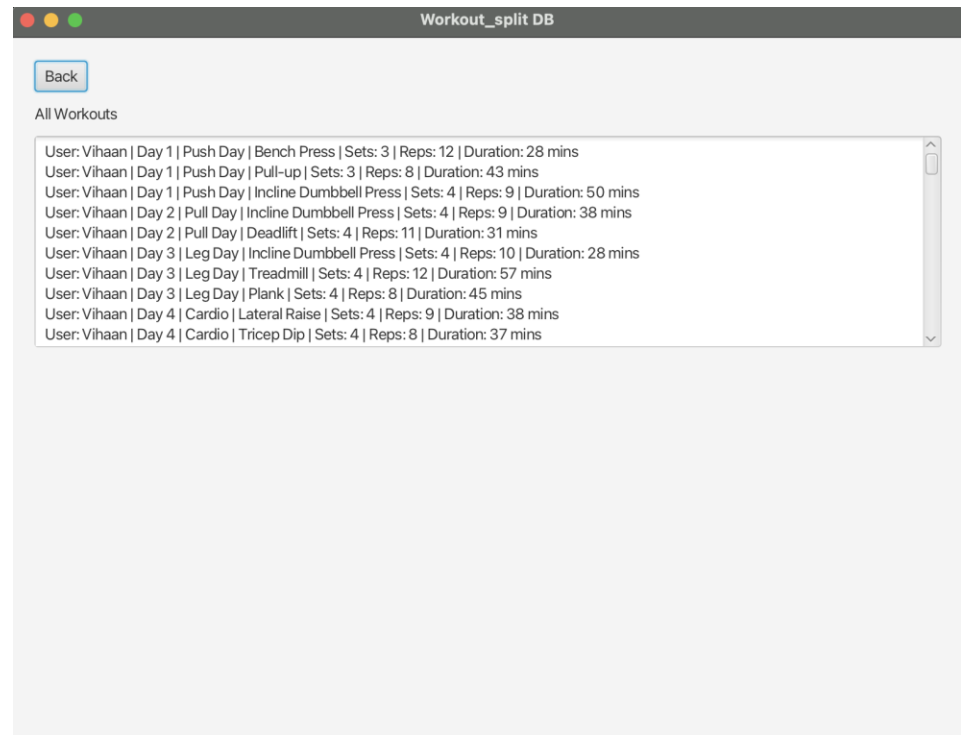 Workout_split DB
Back
All Workouts
User: Vihaan | Day 1 | Push Day | Bench Press | Sets: 3 | Reps: 12 | Duration: 28 mins
User: Vihaan | Day 1 | Push Day | Pull-up | Sets: 3 | Reps: 8 | Duration: 43 mins
User: Vihaan | Day 1 | Push Day | Incline Dumbbell Press | Sets: 4 | Reps: 9 | Duration: 50 mins
User: Vihaan | Day 2 | Pull Day | Incline Dumbbell Press | Sets: 4 | Reps: 9 | Duration: 38 mins
User: Vihaan | Day 2 | Pull Day | Deadlift | Sets: 4 | Reps: 11 | Duration: 31 mins
User: Vihaan | Day 3 | Leg Day | Incline Dumbbell Press | Sets: 4 | Reps: 10 | Duration: 28 mins
User: Vihaan | Day 3 | Leg Day | Treadmill | Sets: 4 | Reps: 12 | Duration: 57 mins
User: Vihaan | Day 3 | Leg Day | Plank | Sets: 4 | Reps: 8 | Duration: 45 mins
User: Vihaan | Day 4 | Cardio | Lateral Raise | Sets: 4 | Reps: 9 | Duration: 38 mins
User: Vihaan | Day 4 | Cardio | Tricep Dip | Sets: 4 | Reps: 8 | Duration: 37 mins